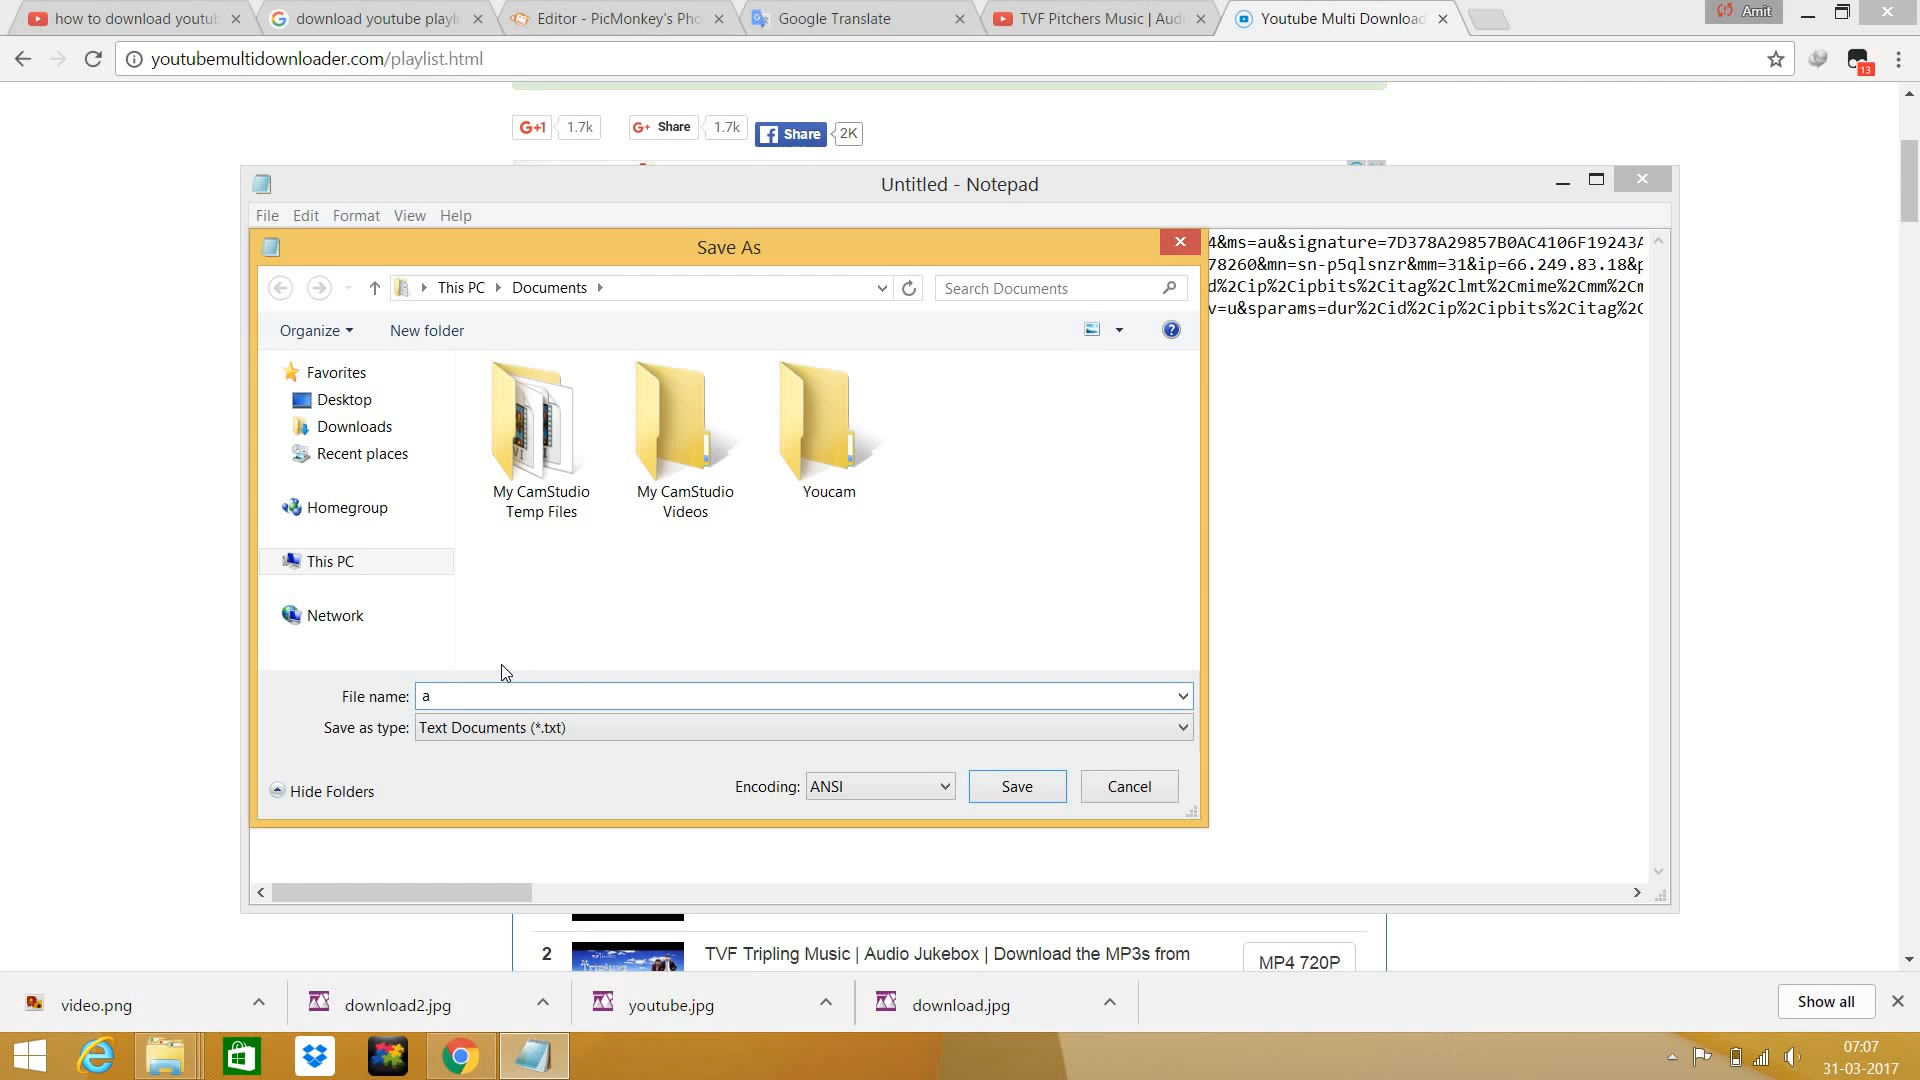 how to download youtu
download youtube playl
Editor - PicMonkey's Pho
Google Translate
TVF Pitchers Music | Aud
Youtube Multi Download
Amit
youtubemultidownloader.com/playlist.html
13
G+1 1.7k
G+ Share 1.7k
Share 2K
Untitled - Notepad
File Edit Format View Help
Save As
4&ms=au&signature=7D378A29857B0AC4106F19243A
78260&mn=sn-p5qlsnzr&mm=31&ip=66.249.83.18&p
d%2Cip%2Cipbits%2Citag%2Clmt%2Cmime%2Cmm%2Cm
v=u&sparams=dur%2Cid%2Cip%2Cipbits%2Citag%2C
This PC Documents
Search Documents
Organize New folder
Favorites
Desktop
Downloads
Recent places
Homegroup
This PC
Network
My CamStudio
Temp Files
My CamStudio
Videos
Youcam
File name: a
Save as type: Text Documents (*.txt)
Hide Folders
Encoding: ANSI Save Cancel
2 TVF Tripling Music | Audio Jukebox | Download the MP3s from
MP4 720P
video.png
download2.jpg
youtube.jpg
download.jpg
Show all
07:07
31-03-2017